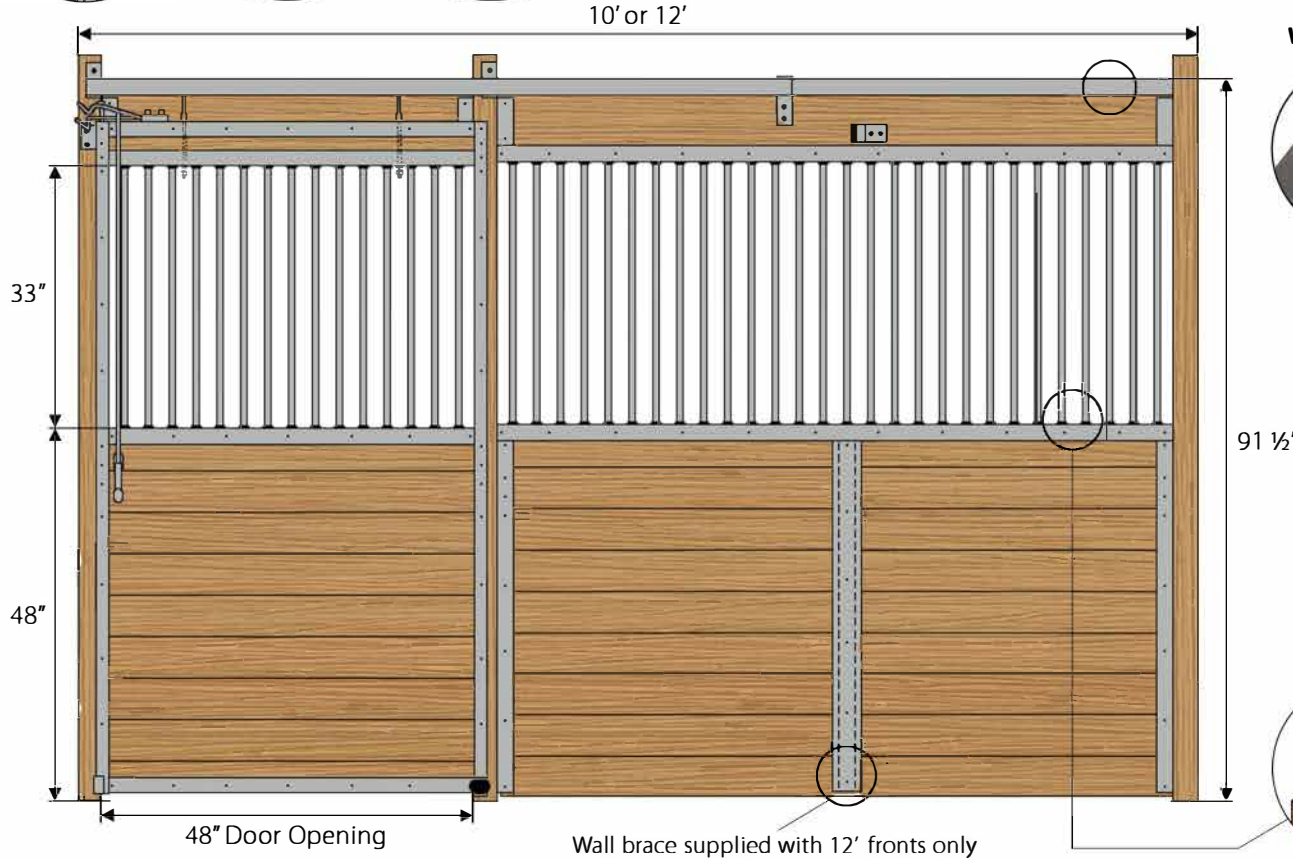 10' or 12'
33"
91 ½"
48"
48" Door Opening
Wall brace supplied with 12' fronts only